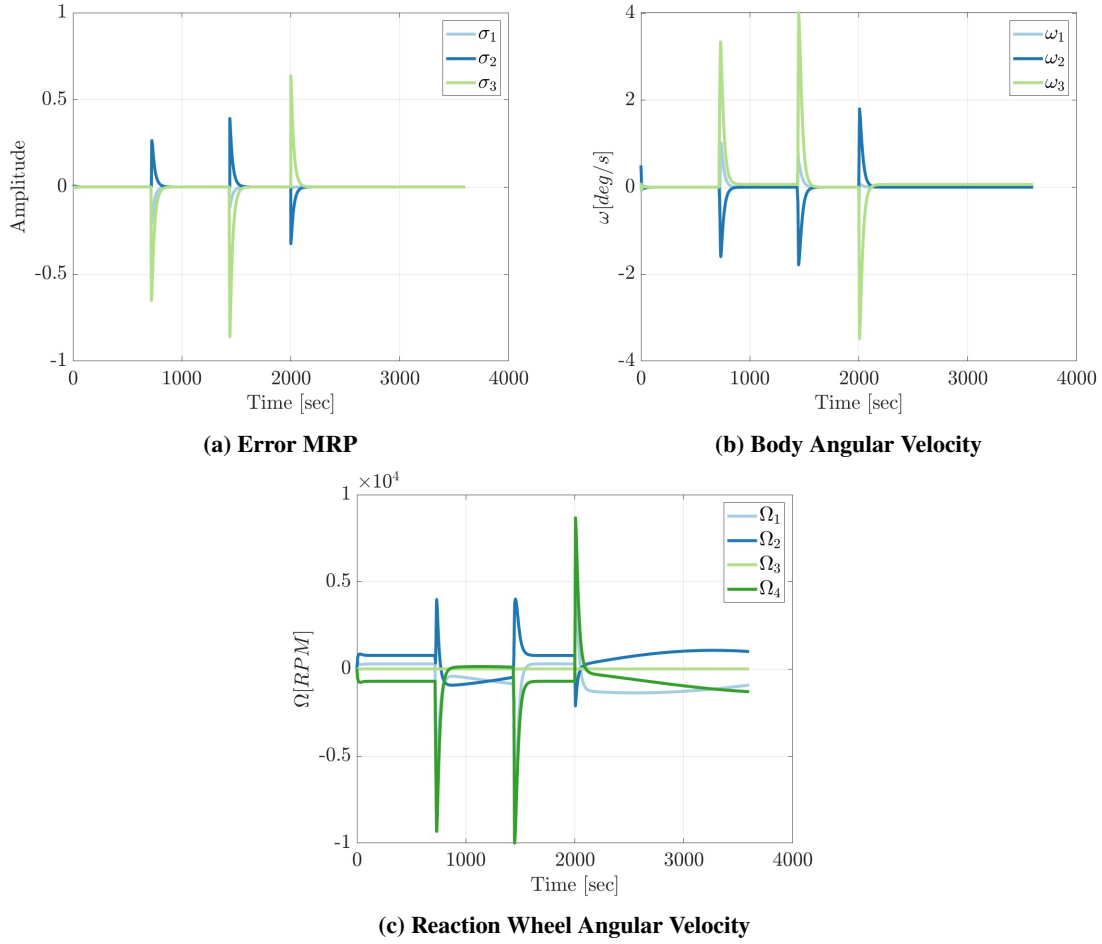 1
0.5
0
-0.5
-1
Amplitude
σ1
σ2
σ3
0 1000 2000 3000 4000
Time [sec]
(a) Error MRP
4
2
0
-2
-4
ω[deg/s]
ω1
ω2
ω3
0 1000 2000 3000 4000
Time [sec]
(b) Body Angular Velocity
×10^4
1
0.5
0
-0.5
-1
Ω[RPM]
Ω1
Ω2
Ω3
Ω4
0 1000 2000 3000 4000
Time [sec]
(c) Reaction Wheel Angular Velocity